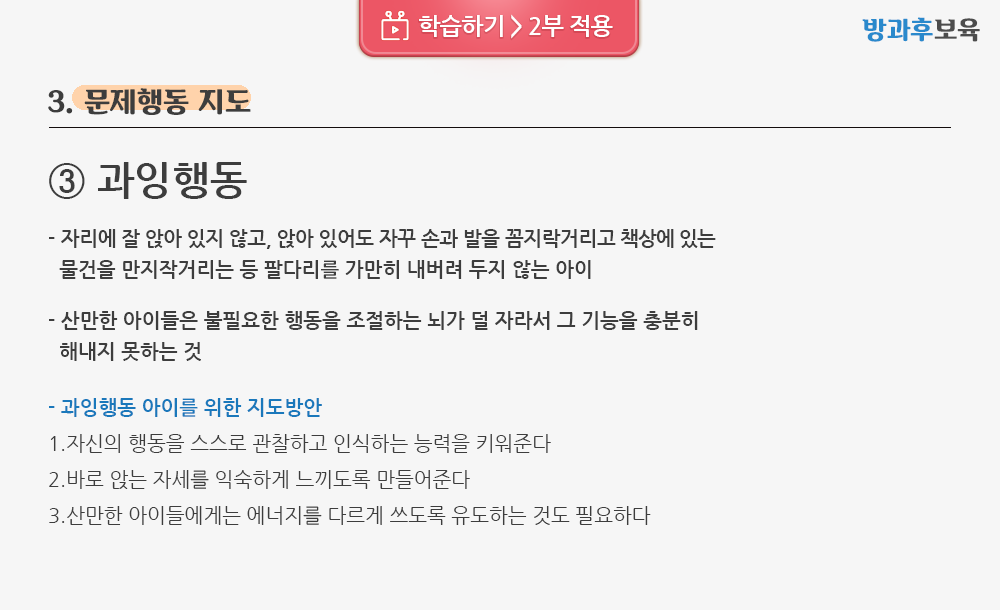 학습하기 > 2부 적용
방과후보육
3. 문제행동 지도
③ 과잉행동
- 자리에 잘 앉아 있지 않고, 앉아 있어도 자꾸 손과 발을 꼼지락거리고 책상에 있는
물건을 만지작거리는 등 팔다리를 가만히 내버려 두지 않는 아이
- 산만한 아이들은 불필요한 행동을 조절하는 뇌가 덜 자라서 그 기능을 충분히
해내지 못하는 것
- 과잉행동 아이를 위한 지도방안
1.자신의 행동을 스스로 관찰하고 인식하는 능력을 키워준다
2.바로 앉는 자세를 익숙하게 느끼도록 만들어준다
3.산만한 아이들에게는 에너지를 다르게 쓰도록 유도하는 것도 필요하다